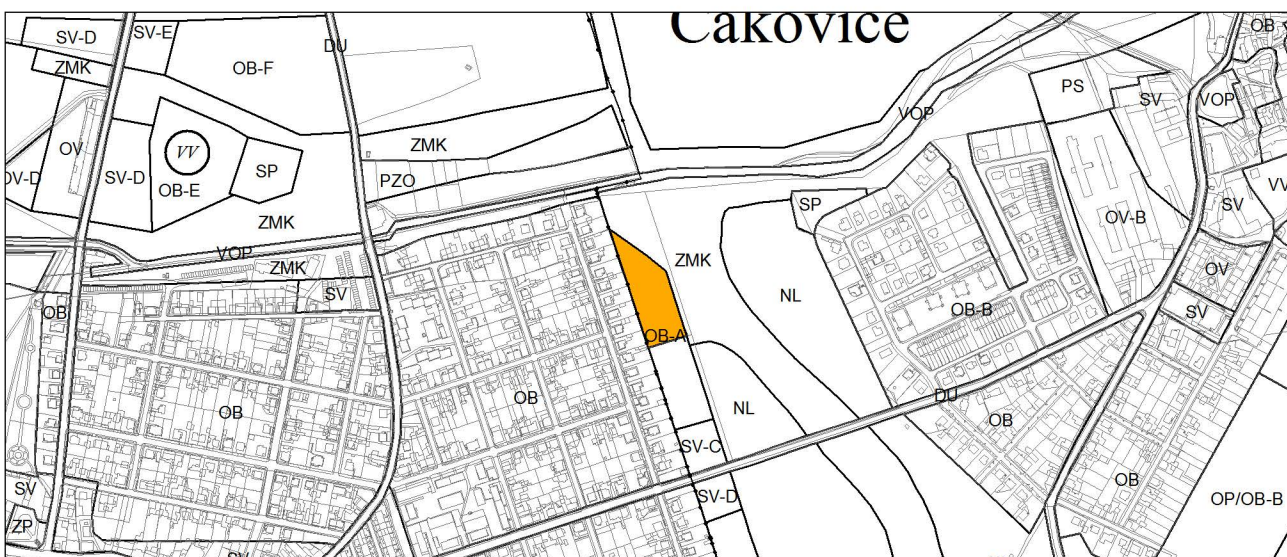 Čakovice
SV-D
SV-E
DU
OB
ZMK
OB-F
PS
SV
VOP
VOP
OV
VV
ZMK
SV-D
SP
PZO
OV-D
OB-E
SP
OV-B
SV
VV
ZMK
ZMK
VOP
ZMK
NL
OV
SV
OB
OB-A
OB-B
SV
DU
OB
OB
NL
OB
SV-C
OB
SV
SV-D
OP/OB-B
ZP